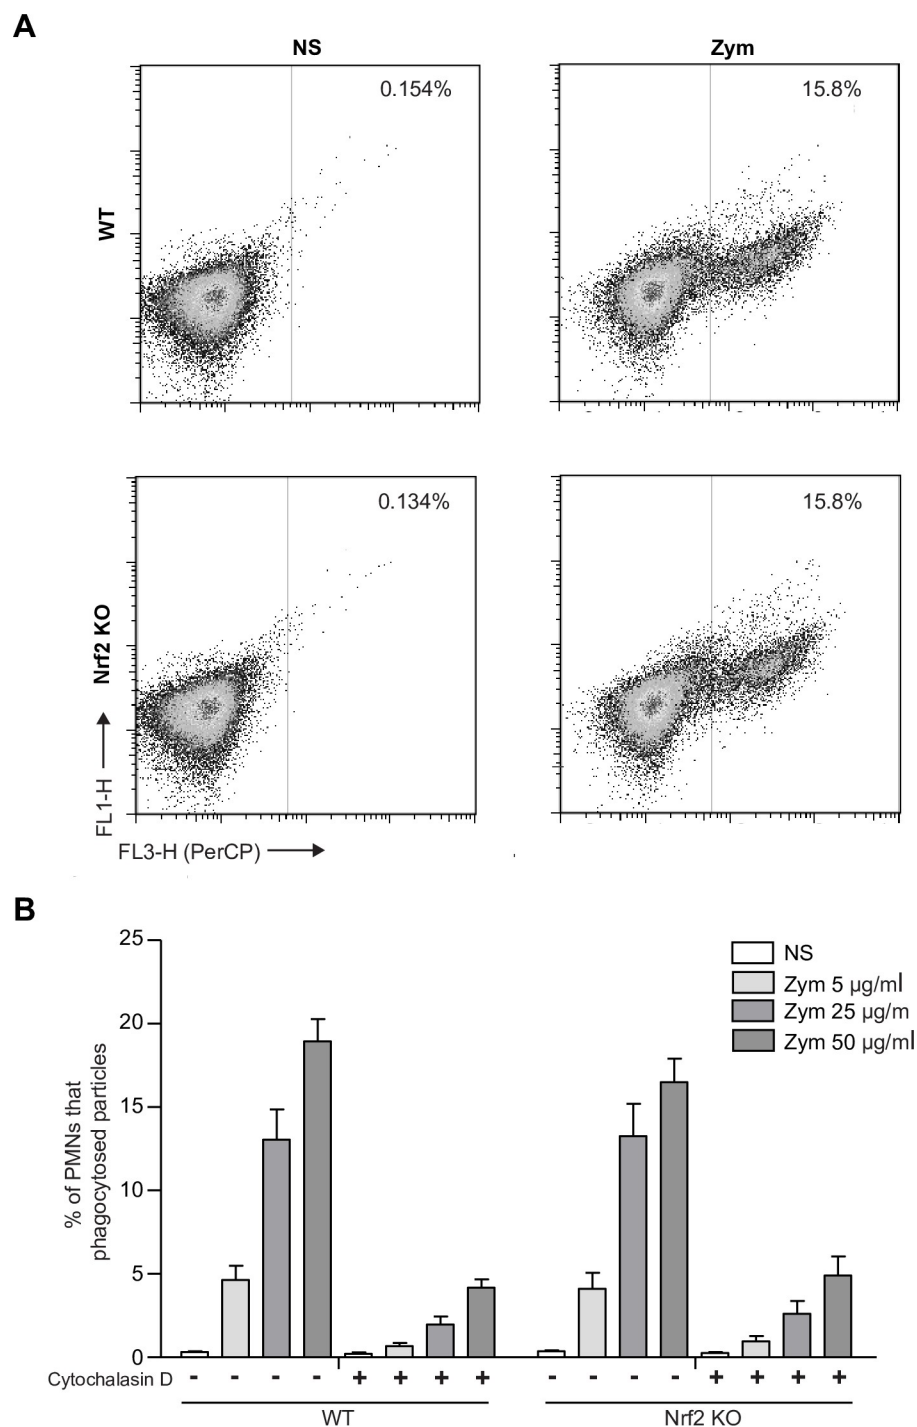 A
NS
Zym
0.154%
15.8%
WT
0.134%
15.8%
Nrf2 KO
FL1-H
FL3-H (PerCP)
B
25
20
15
10
5
0
% of PMNs that
phagocytosed particles
NS
Zym 5 µg/ml
Zym 25 µg/m
Zym 50 µg/ml
Cytochalasin D - - - - + + + + - - - - + + + +
WT
Nrf2 KO